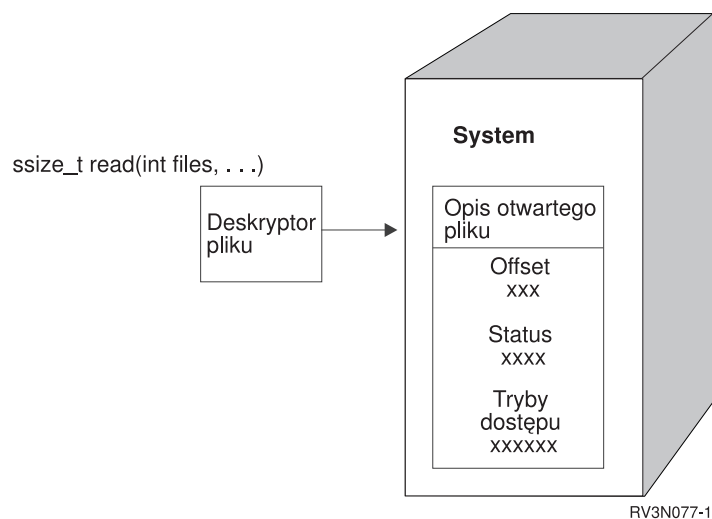 ssize_t read(int files, . . .)
Deskryptor
pliku
System
Opis otwartego
pliku
Offset
xxx
Status
xxxx
Tryby
dostępu
xxxxxx
RV3N077-1